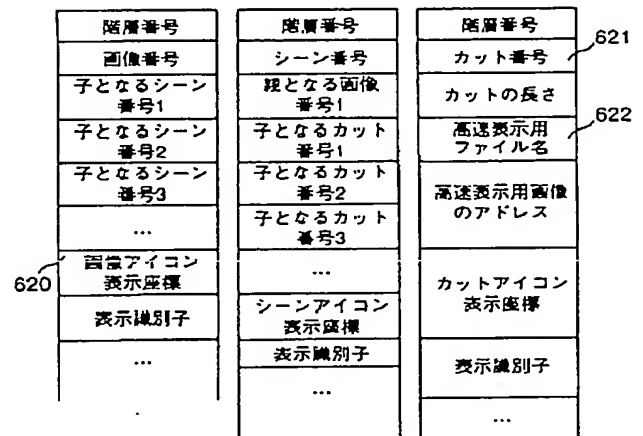 階層番号
画像番号
子となるシーン
番号1
子となるシーン
番号2
子となるシーン
番号3
…
画像アイコン
表示座標
表示識別子
…
620
階層番号
シーン番号
親となる画像
番号1
子となるカット
番号1
子となるカット
番号2
子となるカット
番号3
…
シーンアイコン
表示座標
表示識別子
…
階層番号
カット番号
カットの長さ
高速表示用
ファイル名
高速表示用画像
のアドレス
カットアイコン
表示座標
表示識別子
…
621
622